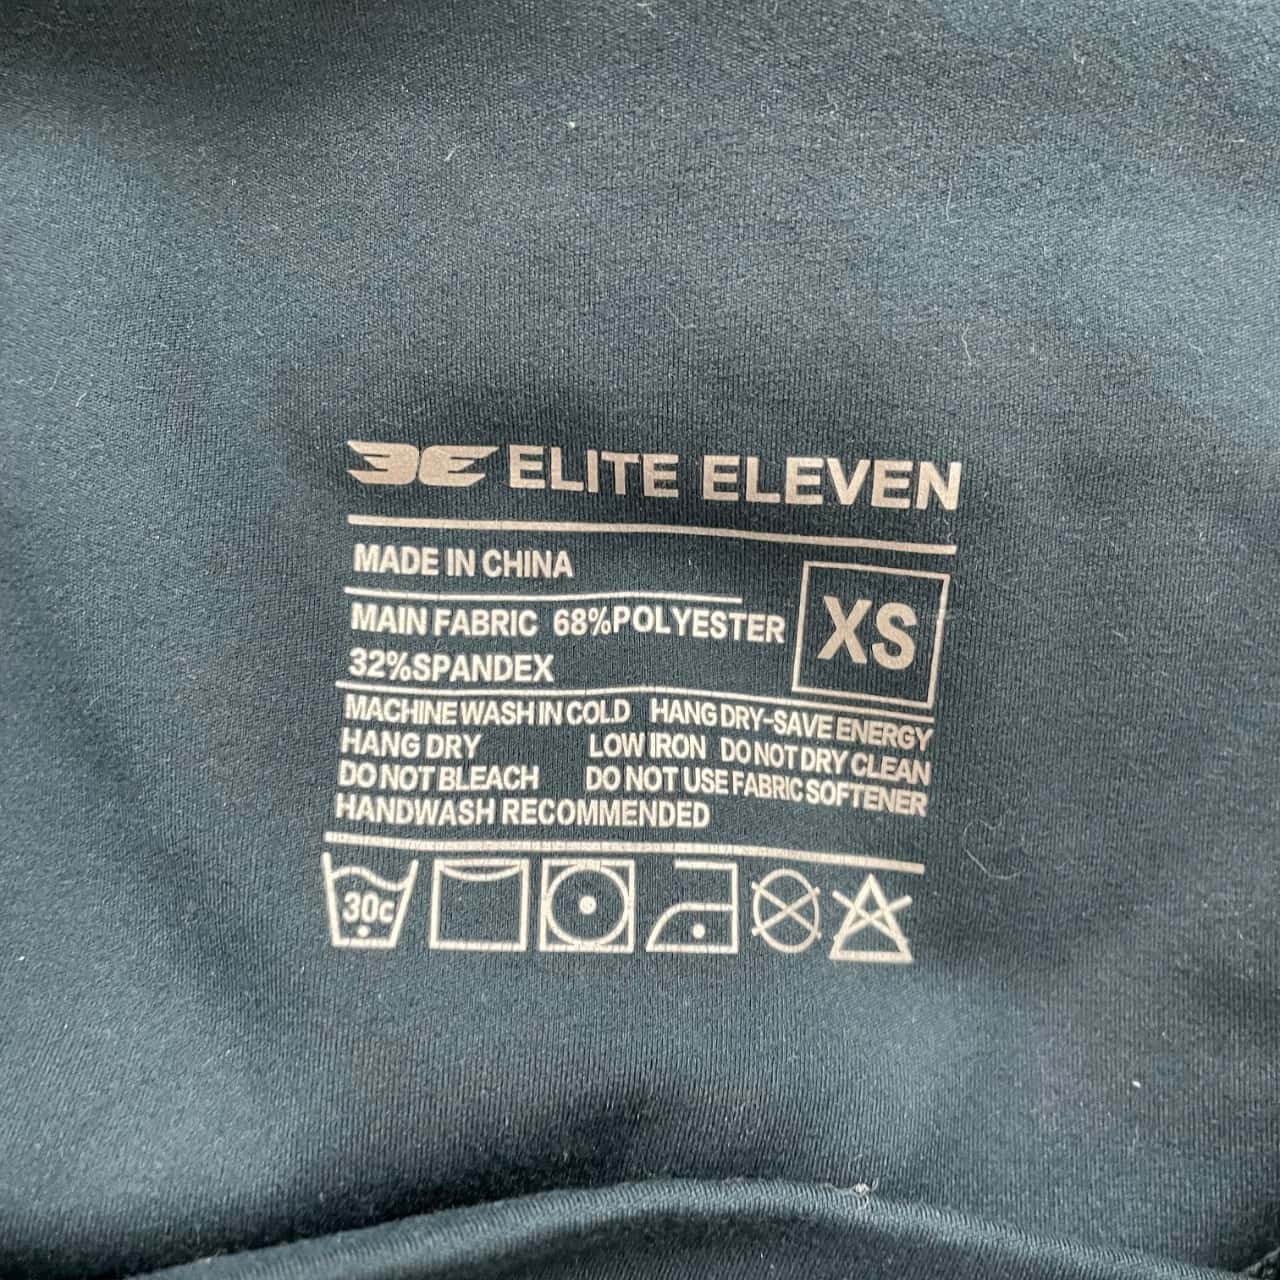 ELITE ELEVEN
MADE IN CHINA
MAIN FABRIC 68%POLYESTER
32%SPANDEX
XS
MACHINE WASH IN COLD HANG DRY-SAVE ENERGY
HANG DRY LOW IRON DO NOT DRY CLEAN
DO NOT BLEACH DO NOT USE FABRIC SOFTENER
HANDWASH RECOMMENDED
30c